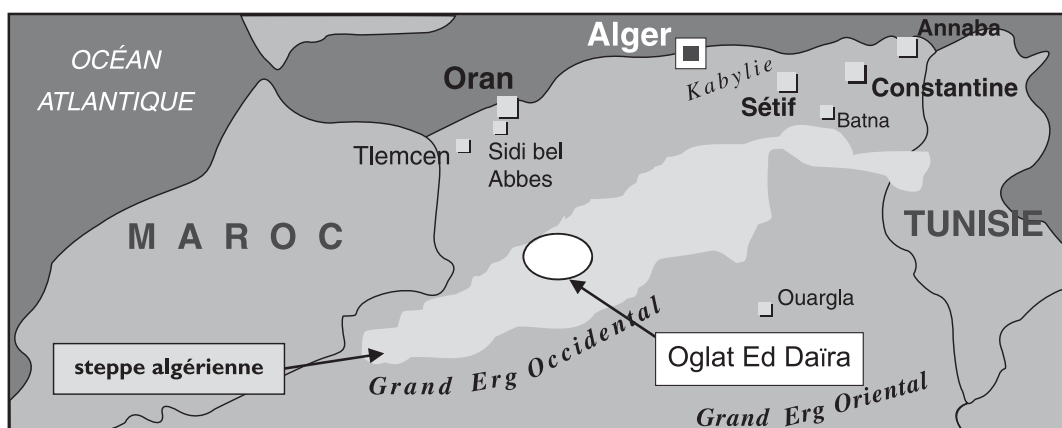 OCÉAN
ATLANTIQUE
Alger
Annaba
Kabylie
Oran
Constantine
Sétif
Batna
Tlemcen
Sidi bel
Abbes
MAROC
TUNISIE
Ouargla
steppe algérienne
Grand Erg Occidental
Oglat Ed Daïra
Grand Erg Oriental